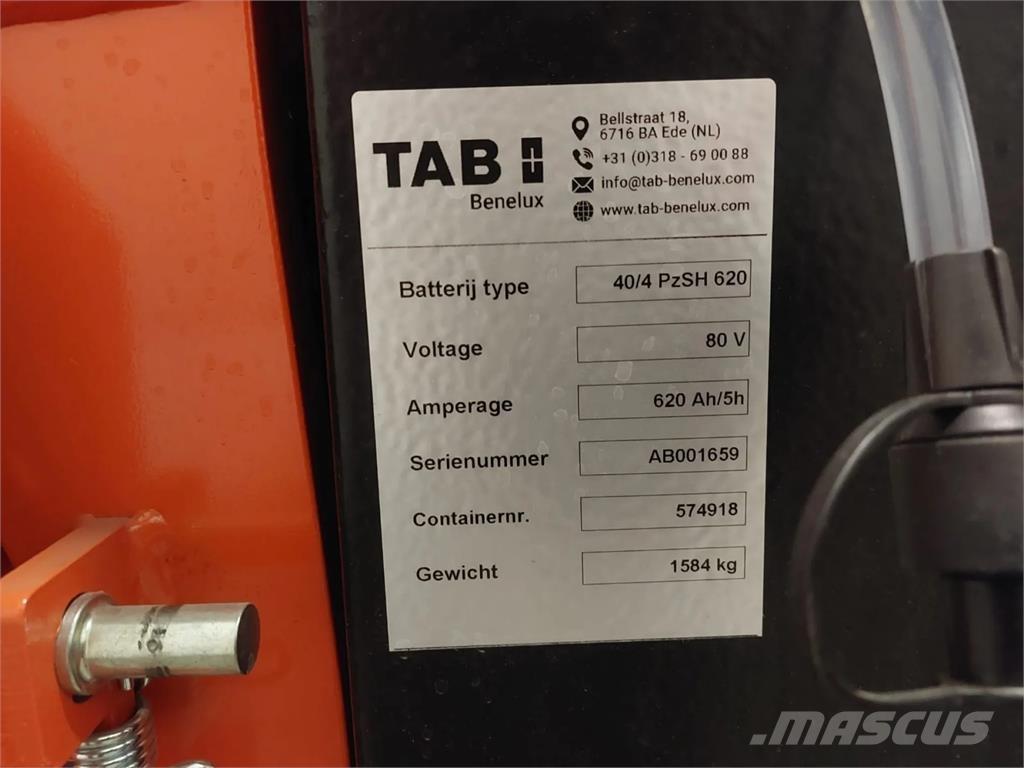 TAB
Benelux
Bellstraat 18,
6716 BA Ede (NL)
+31 (0)318 - 69 00 88
info@tab-benelux.com
www.tab-benelux.com
Batterij type 40/4 PzSH 620
Voltage 80 V
Amperage 620 Ah/5h
Serienummer AB001659
Containernr. 574918
Gewicht 1584 kg
MASCUS